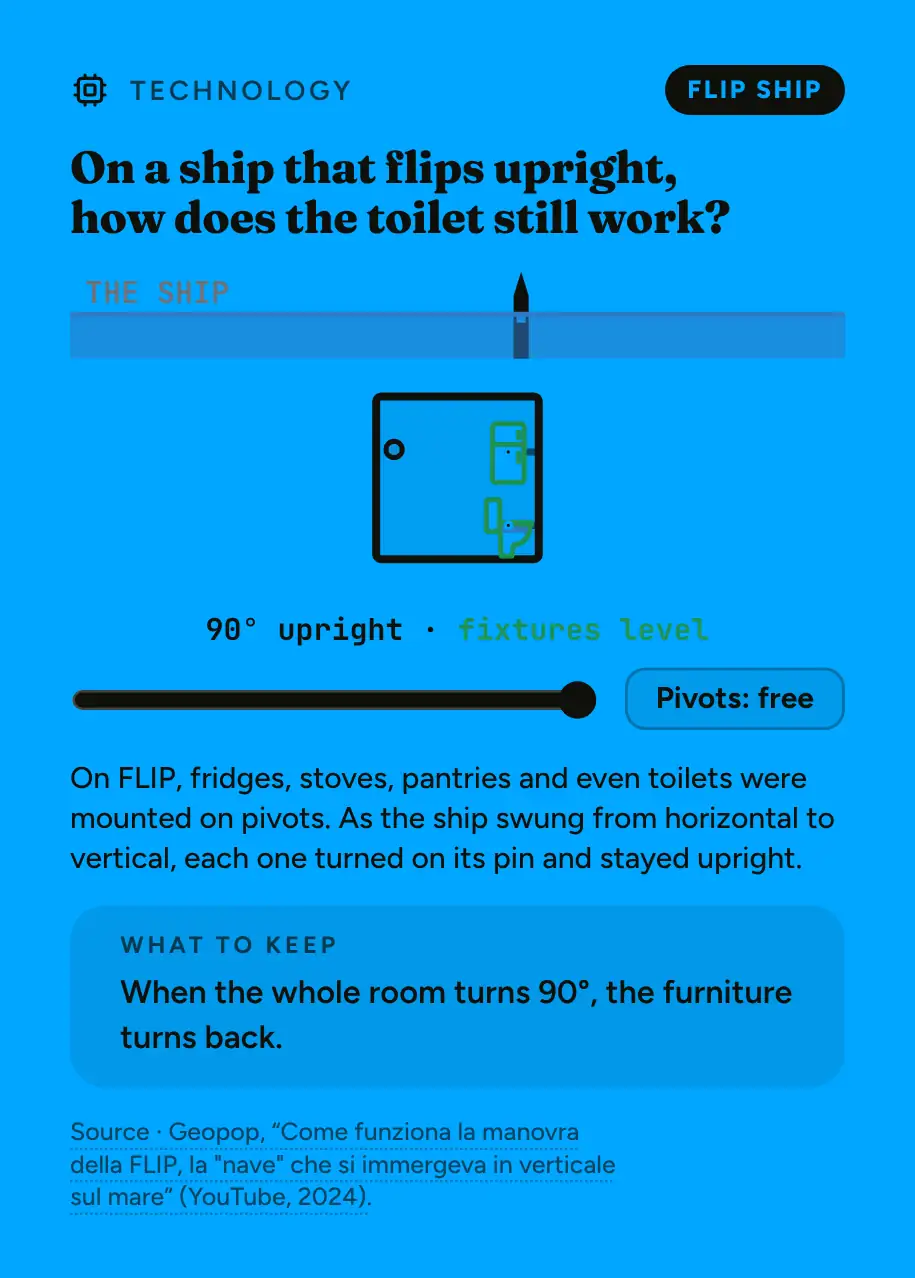 TECHNOLOGY
FLIP SHIP
On a ship that flips upright,
how does the toilet still work?
THE SHIP
90° upright · fixtures level
Pivots: free
On FLIP, fridges, stoves, pantries and even toilets were
mounted on pivots. As the ship swung from horizontal to
vertical, each one turned on its pin and stayed upright.
WHAT TO KEEP
When the whole room turns 90°, the furniture
turns back.
Source · Geopop, “Come funziona la manovra
della FLIP, la "nave" che si immergeva in verticale
sul mare” (YouTube, 2024).